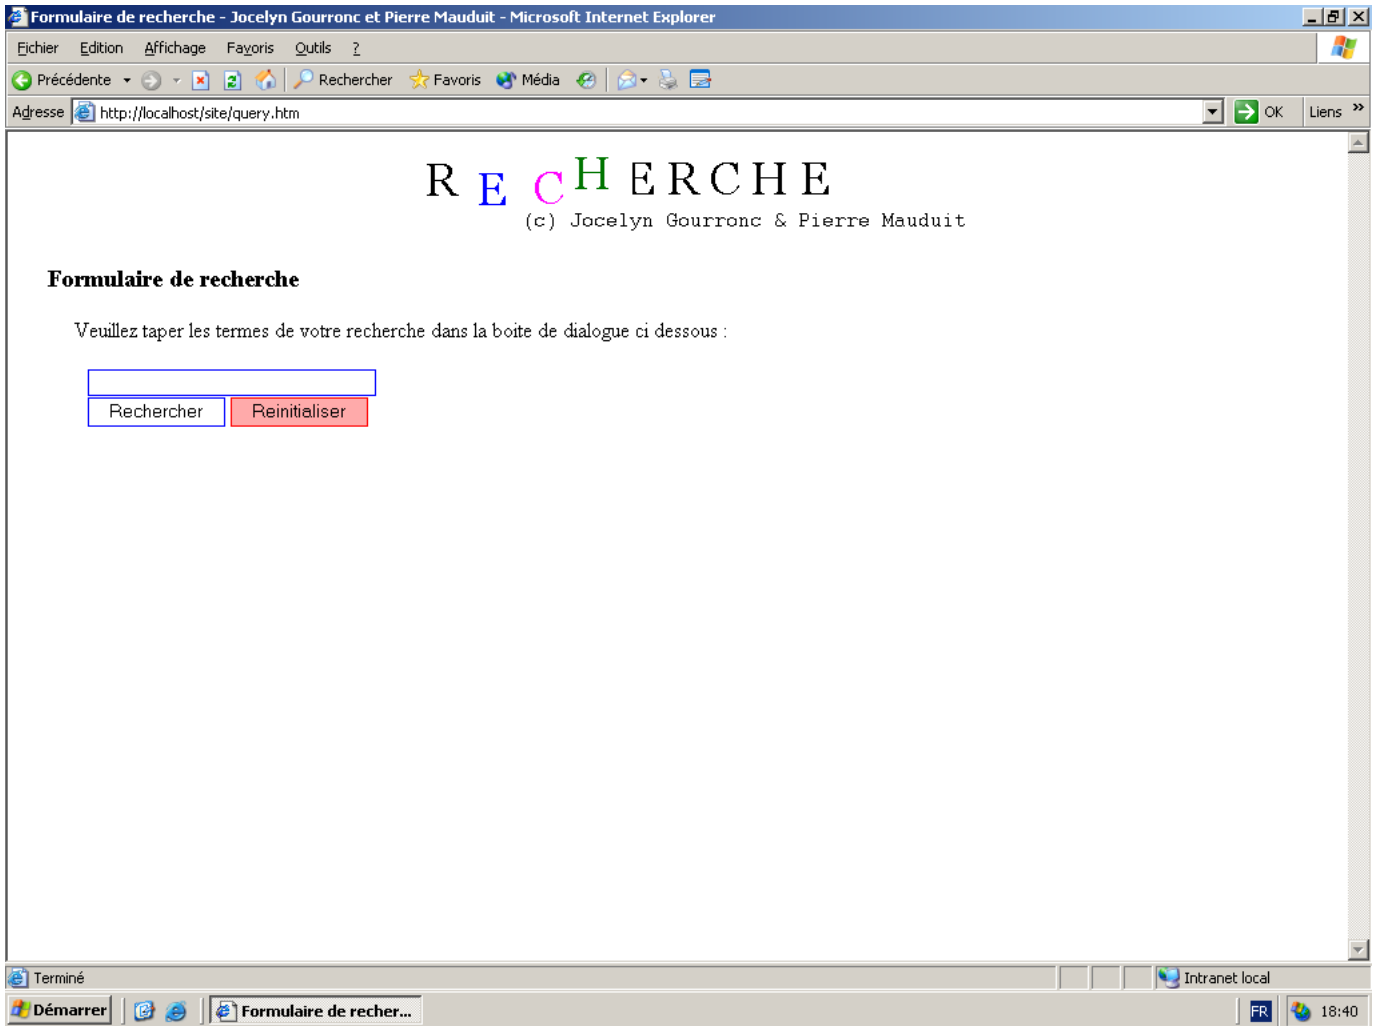 Formulaire de recherche - Jocelyn Gourronc et Pierre Mauduit - Microsoft Internet Explorer
Fichier Edition Affichage Favoris Outils ?
Précédente Rechercher Favoris Média
Adresse http://localhost/site/query.htm OK Liens »
RECHERCHE
(c) Jocelyn Gourronc & Pierre Mauduit
Formulaire de recherche
Veuillez taper les termes de votre recherche dans la boite de dialogue ci dessous :
Rechercher Reinitialiser
Terminé Intranet local
Démarrer Formulaire de recher... FR 18:40